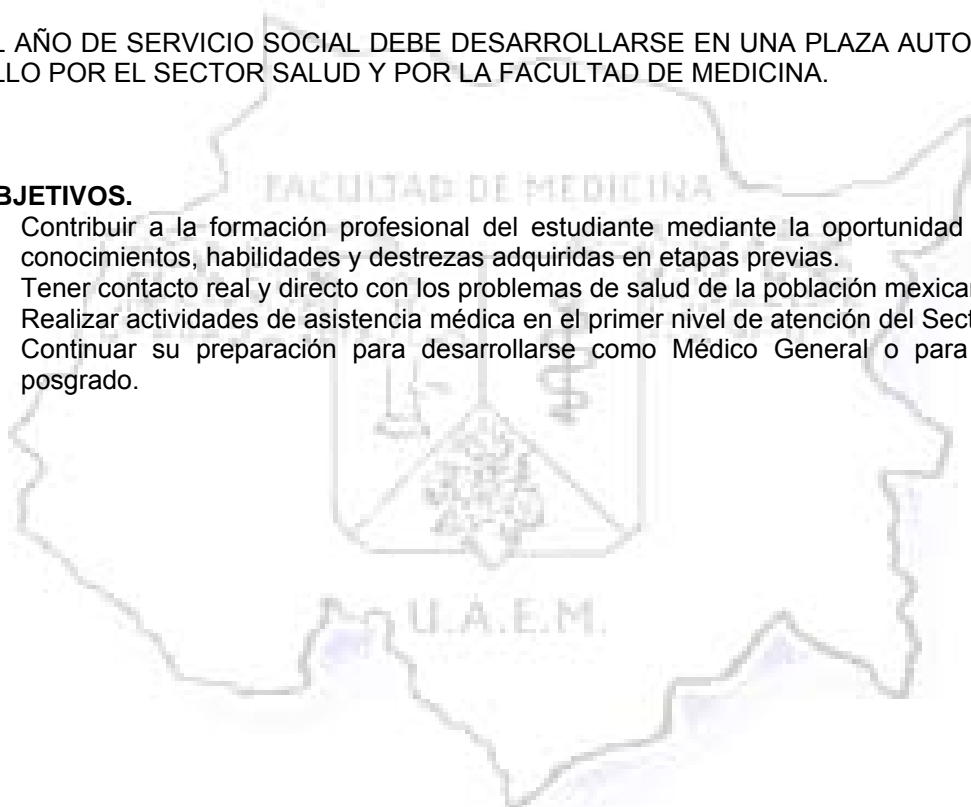 L AÑO DE SERVICIO SOCIAL DEBE DESARROLLARSE EN UNA PLAZA AUTO
LLO POR EL SECTOR SALUD Y POR LA FACULTAD DE MEDICINA.
BJETIVOS.
FACULTAD DE MEDICINA
Contribuir a la formación profesional del estudiante mediante la oportunidad
conocimientos, habilidades y destrezas adquiridas en etapas previas.
Tener contacto real y directo con los problemas de salud de la población mexica
Realizar actividades de asistencia médica en el primer nivel de atención del Sect
Continuar su preparación para desarrollarse como Médico General o para
posgrado.
U.A.E.M.